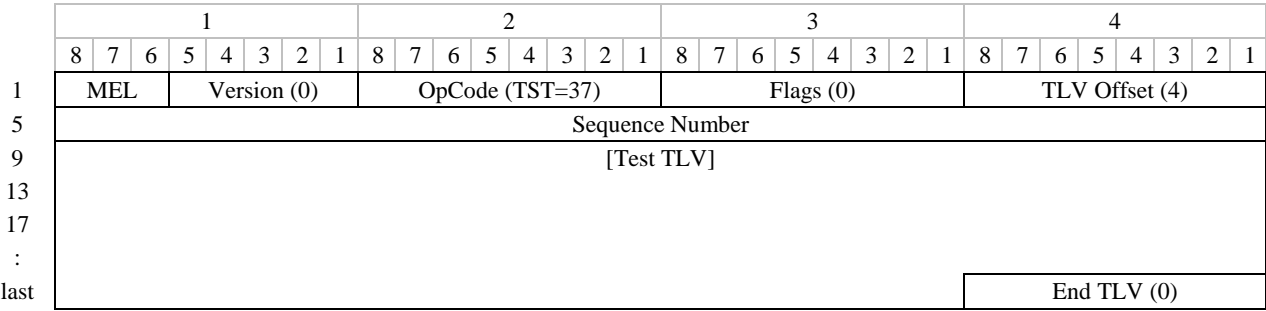 1 2 3 4
8 7 6 5 4 3 2 1 8 7 6 5 4 3 2 1 8 7 6 5 4 3 2 1 8 7 6 5 4 3 2 1
1 MEL Version (0) OpCode (TST=37) Flags (0) TLV Offset (4)
5 Sequence Number
9 [Test TLV]
13
17
:
last End TLV (0)